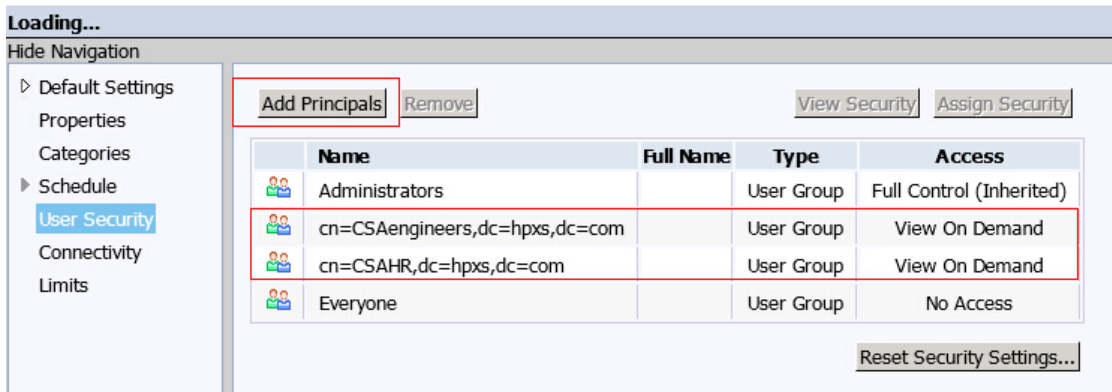 Loading...
Hide Navigation
Default Settings
Properties
Categories
Schedule
User Security
Connectivity
Limits
Add Principals Remove View Security Assign Security
Name Full Name Type Access
Administrators User Group Full Control (Inherited)
cn=CSAengineers,dc=hpxs,dc=com User Group View On Demand
cn=CSAHR,dc=hpxs,dc=com User Group View On Demand
Everyone User Group No Access
Reset Security Settings...